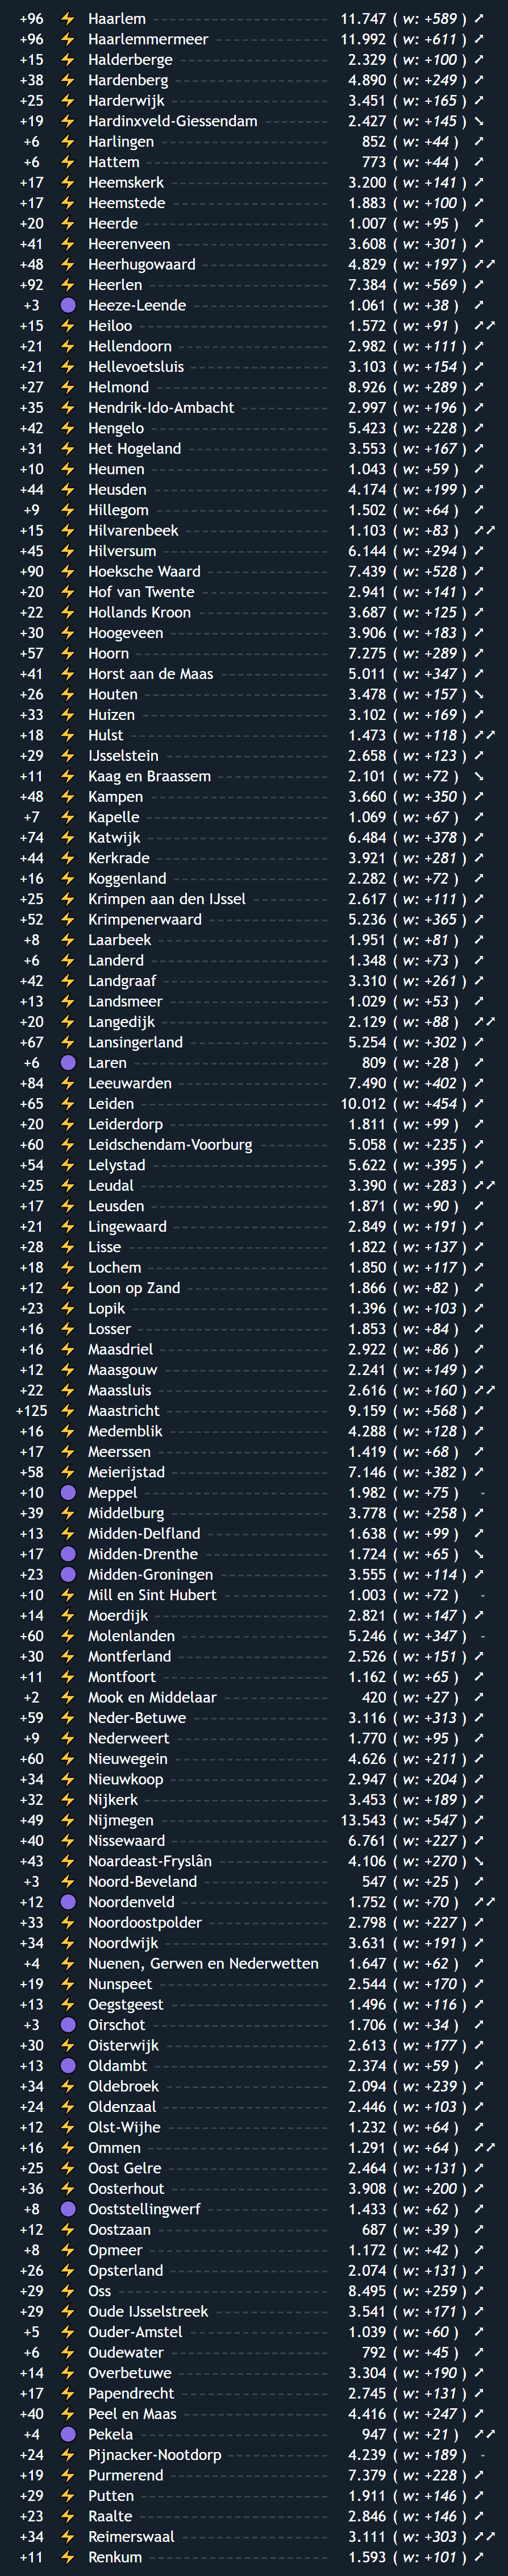 +96 ⚡ Haarlem 11.747 ( w: +589 ) ➚
+96 ⚡ Haarlemmermeer 11.992 ( w: +611 ) ➚
+15 ⚡ Halderberge 2.329 ( w: +100 ) ➚
+38 ⚡ Hardenberg 4.890 ( w: +249 ) ➚
+25 ⚡ Harderwijk 3.451 ( w: +165 ) ➚
+19 ⚡ Hardinxveld-Giessendam 2.427 ( w: +145 ) ➘
+6 ⚡ Harlingen 852 ( w: +44 ) ➚
+6 ⚡ Hattem 773 ( w: +44 ) ➚
+17 ⚡ Heemskerk 3.200 ( w: +141 ) ➚
+17 ⚡ Heemstede 1.883 ( w: +100 ) ➚
+20 ⚡ Heerde 1.007 ( w: +95 ) ➚
+41 ⚡ Heerenveen 3.608 ( w: +301 ) ➚
+48 ⚡ Heerhugowaard 4.829 ( w: +197 ) ➚➚
+92 ⚡ Heerlen 7.384 ( w: +569 ) ➚
+3 🟣 Heeze-Leende 1.061 ( w: +38 ) ➚
+15 ⚡ Heiloo 1.572 ( w: +91 ) ➚➚
+21 ⚡ Hellendoorn 2.982 ( w: +111 ) ➚
+21 ⚡ Hellevoetsluis 3.103 ( w: +154 ) ➚
+27 ⚡ Helmond 8.926 ( w: +289 ) ➚
+35 ⚡ Hendrik-Ido-Ambacht 2.997 ( w: +196 ) ➚
+42 ⚡ Hengelo 5.423 ( w: +228 ) ➚
+31 ⚡ Het Hogeland 3.553 ( w: +167 ) ➚
+10 ⚡ Heumen 1.043 ( w: +59 ) ➚
+44 ⚡ Heusden 4.174 ( w: +199 ) ➚
+9 ⚡ Hillegom 1.502 ( w: +64 ) ➚
+15 ⚡ Hilvarenbeek 1.103 ( w: +83 ) ➚➚
+45 ⚡ Hilversum 6.144 ( w: +294 ) ➚
+90 ⚡ Hoeksche Waard 7.439 ( w: +528 ) ➚
+20 ⚡ Hof van Twente 2.941 ( w: +141 ) ➚
+22 ⚡ Hollands Kroon 3.687 ( w: +125 ) ➚
+30 ⚡ Hoogeveen 3.906 ( w: +183 ) ➚
+57 ⚡ Hoorn 7.275 ( w: +289 ) ➚
+41 ⚡ Horst aan de Maas 5.011 ( w: +347 ) ➚
+26 ⚡ Houten 3.478 ( w: +157 ) ➘
+33 ⚡ Huizen 3.102 ( w: +169 ) ➚
+18 ⚡ Hulst 1.473 ( w: +118 ) ➚➚
+29 ⚡ IJsselstein 2.658 ( w: +123 ) ➚
+11 ⚡ Kaag en Braassem 2.101 ( w: +72 ) ➘
+48 ⚡ Kampen 3.660 ( w: +350 ) ➚
+7 ⚡ Kapelle 1.069 ( w: +67 ) ➚
+74 ⚡ Katwijk 6.484 ( w: +378 ) ➚
+44 ⚡ Kerkrade 3.921 ( w: +281 ) ➚
+16 ⚡ Koggenland 2.282 ( w: +72 ) ➚
+25 ⚡ Krimpen aan den IJssel 2.617 ( w: +111 ) ➚
+52 ⚡ Krimpenerwaard 5.236 ( w: +365 ) ➚
+8 ⚡ Laarbeek 1.951 ( w: +81 ) ➚
+6 ⚡ Landerd 1.348 ( w: +73 ) ➚
+42 ⚡ Landgraaf 3.310 ( w: +261 ) ➚
+13 ⚡ Landsmeer 1.029 ( w: +53 ) ➚
+20 ⚡ Langedijk 2.129 ( w: +88 ) ➚➚
+67 ⚡ Lansingerland 5.254 ( w: +302 ) ➚
+6 🟣 Laren 809 ( w: +28 ) ➚
+84 ⚡ Leeuwarden 7.490 ( w: +402 ) ➚
+65 ⚡ Leiden 10.012 ( w: +454 ) ➚
+20 ⚡ Leiderdorp 1.811 ( w: +99 ) ➚
+60 ⚡ Leidschendam-Voorburg 5.058 ( w: +235 ) ➚
+54 ⚡ Lelystad 5.622 ( w: +395 ) ➚
+25 ⚡ Leudal 3.390 ( w: +283 ) ➚➚
+17 ⚡ Leusden 1.871 ( w: +90 ) ➚
+21 ⚡ Lingewaard 2.849 ( w: +191 ) ➚
+28 ⚡ Lisse 1.822 ( w: +137 ) ➚
+18 ⚡ Lochem 1.850 ( w: +117 ) ➚
+12 ⚡ Loon op Zand 1.866 ( w: +82 ) ➚
+23 ⚡ Lopik 1.396 ( w: +103 ) ➚
+16 ⚡ Losser 1.853 ( w: +84 ) ➚
+16 ⚡ Maasdriel 2.922 ( w: +86 ) ➚
+12 ⚡ Maasgouw 2.241 ( w: +149 ) ➚
+22 ⚡ Maassluis 2.616 ( w: +160 ) ➚➚
+125 ⚡ Maastricht 9.159 ( w: +568 ) ➚
+16 ⚡ Medemblik 4.288 ( w: +128 ) ➚
+17 ⚡ Meerssen 1.419 ( w: +68 ) ➚
+58 ⚡ Meierijstad 7.146 ( w: +382 ) ➚
+10 🟣 Meppel 1.982 ( w: +75 ) -
+39 ⚡ Middelburg 3.778 ( w: +258 ) ➚
+13 ⚡ Midden-Delfland 1.638 ( w: +99 ) ➚
+17 🟣 Midden-Drenthe 1.724 ( w: +65 ) ➘
+23 🟣 Midden-Groningen 3.555 ( w: +114 ) ➚
+10 ⚡ Mill en Sint Hubert 1.003 ( w: +72 ) -
+14 ⚡ Moerdijk 2.821 ( w: +147 ) ➚
+60 ⚡ Molenlanden 5.246 ( w: +347 ) -
+30 ⚡ Montferland 2.526 ( w: +151 ) ➚
+11 ⚡ Montfoort 1.162 ( w: +65 ) ➚
+2 ⚡ Mook en Middelaar 420 ( w: +27 ) ➚
+59 ⚡ Neder-Betuwe 3.116 ( w: +313 ) ➚
+9 ⚡ Nederweert 1.770 ( w: +95 ) ➚
+60 ⚡ Nieuwegein 4.626 ( w: +211 ) ➚
+34 ⚡ Nieuwkoop 2.947 ( w: +204 ) ➚
+32 ⚡ Nijkerk 3.453 ( w: +189 ) ➚
+49 ⚡ Nijmegen 13.543 ( w: +547 ) ➚
+40 ⚡ Nissewaard 6.761 ( w: +227 ) ➚
+43 ⚡ Noardeast-Fryslân 4.106 ( w: +270 ) ➘
+3 ⚡ Noord-Beveland 547 ( w: +25 ) ➚
+12 🟣 Noordenveld 1.752 ( w: +70 ) ➚➚
+33 ⚡ Noordoostpolder 2.798 ( w: +227 ) ➚
+34 ⚡ Noordwijk 3.631 ( w: +191 ) ➚
+4 ⚡ Nuenen, Gerwen en Nederwetten 1.647 ( w: +62 ) ➚
+19 ⚡ Nunspeet 2.544 ( w: +170 ) ➚
+13 ⚡ Oegstgeest 1.496 ( w: +116 ) ➚
+3 🟣 Oirschot 1.706 ( w: +34 ) ➚
+30 ⚡ Oisterwijk 2.613 ( w: +177 ) ➚
+13 🟣 Oldambt 2.374 ( w: +59 ) ➚
+34 ⚡ Oldebroek 2.094 ( w: +239 ) ➚
+24 ⚡ Oldenzaal 2.446 ( w: +103 ) ➚
+12 ⚡ Olst-Wijhe 1.232 ( w: +64 ) ➚
+16 ⚡ Ommen 1.291 ( w: +64 ) ➚➚
+25 ⚡ Oost Gelre 2.464 ( w: +131 ) ➚
+36 ⚡ Oosterhout 3.908 ( w: +200 ) ➚
+8 🟣 Ooststellingwerf 1.433 ( w: +62 ) ➚
+12 ⚡ Oostzaan 687 ( w: +39 ) ➚
+8 ⚡ Opmeer 1.172 ( w: +42 ) ➚
+26 ⚡ Opsterland 2.074 ( w: +131 ) ➚
+29 ⚡ Oss 8.495 ( w: +259 ) ➚
+29 ⚡ Oude IJsselstreek 3.541 ( w: +171 ) ➚
+5 ⚡ Ouder-Amstel 1.039 ( w: +60 ) ➚
+6 ⚡ Oudewater 792 ( w: +45 ) ➚
+14 ⚡ Overbetuwe 3.304 ( w: +190 ) ➚
+17 ⚡ Papendrecht 2.745 ( w: +131 ) ➚
+40 ⚡ Peel en Maas 4.416 ( w: +247 ) ➚
+4 🟣 Pekela 947 ( w: +21 ) ➚➚
+24 ⚡ Pijnacker-Nootdorp 4.239 ( w: +189 ) -
+19 ⚡ Purmerend 7.379 ( w: +228 ) ➚
+29 ⚡ Putten 1.911 ( w: +146 ) ➚
+23 ⚡ Raalte 2.846 ( w: +146 ) ➚
+34 ⚡ Reimerswaal 3.111 ( w: +303 ) ➚➚
+11 ⚡ Renkum 1.593 ( w: +101 ) ➚